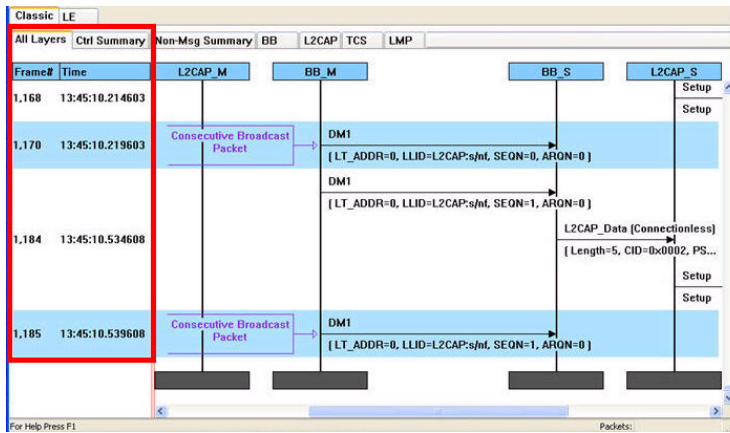 Classic LE
All Layers Ctrl Summary Non-Msg Summary BB L2CAP TCS LMP
Frame# Time L2CAP_M BB_M BB_S L2CAP_S
Setup
1,168 13:45:10.214603
Setup
Consecutive Broadcast Packet
DM1
1,170 13:45:10.219603
[ LT_ADDR=0, LLID=L2CAP:s/nf, SEQN=0, ARQN=0 ]
DM1
[ LT_ADDR=0, LLID=L2CAP:s/nf, SEQN=1, ARQN=0 ]
L2CAP_Data (Connectionless)
1,184 13:45:10.534608
[ Length=5, CID=0x0002, PS...
Setup
Setup
Consecutive Broadcast Packet
DM1
1,185 13:45:10.539608
[ LT_ADDR=0, LLID=L2CAP:s/nf, SEQN=1, ARQN=0 ]
For Help Press F1 Packets: